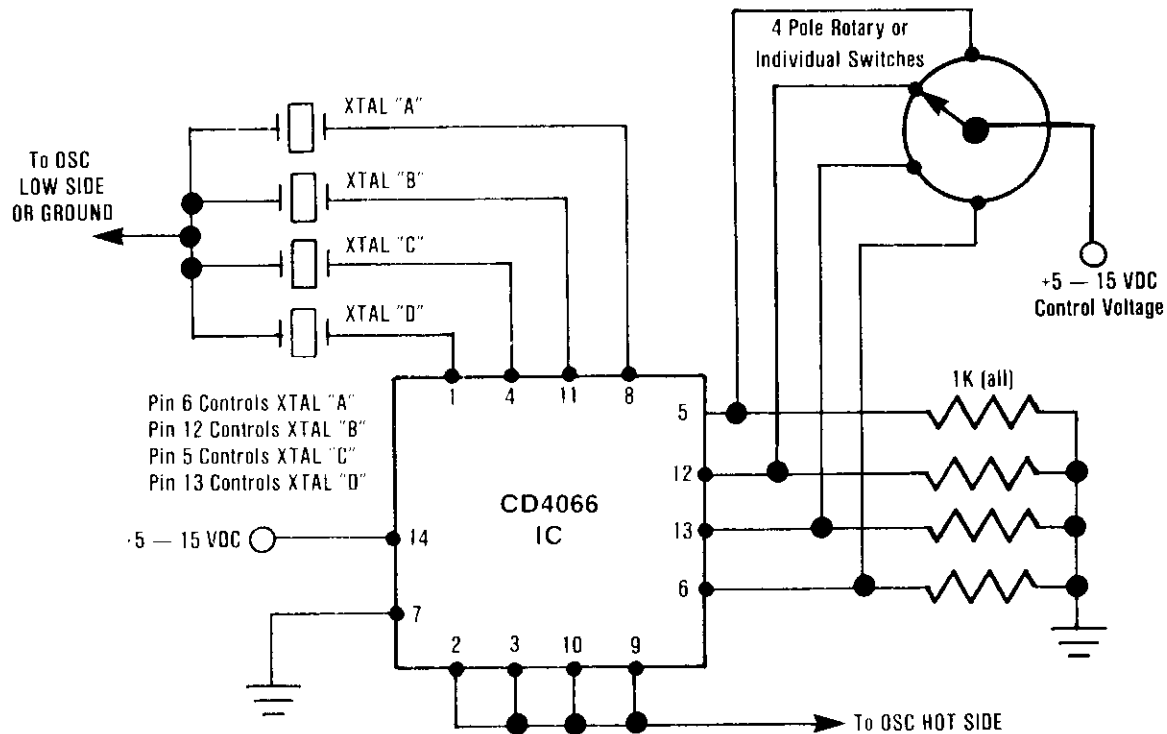 4 Pole Rotary or
Individual Switches
XTAL "A"
To OSC
LOW SIDE
OR GROUND
XTAL "B"
XTAL "C"
XTAL "D"
+5 — 15 VDC
Control Voltage
1K (all)
1 4 11 8
5
12
13
6
Pin 6 Controls XTAL "A"
Pin 12 Controls XTAL "B"
Pin 5 Controls XTAL "C"
Pin 13 Controls XTAL "D"
CD4066
IC
+5 — 15 VDC
14
7
2 3 10 9
To OSC HOT SIDE